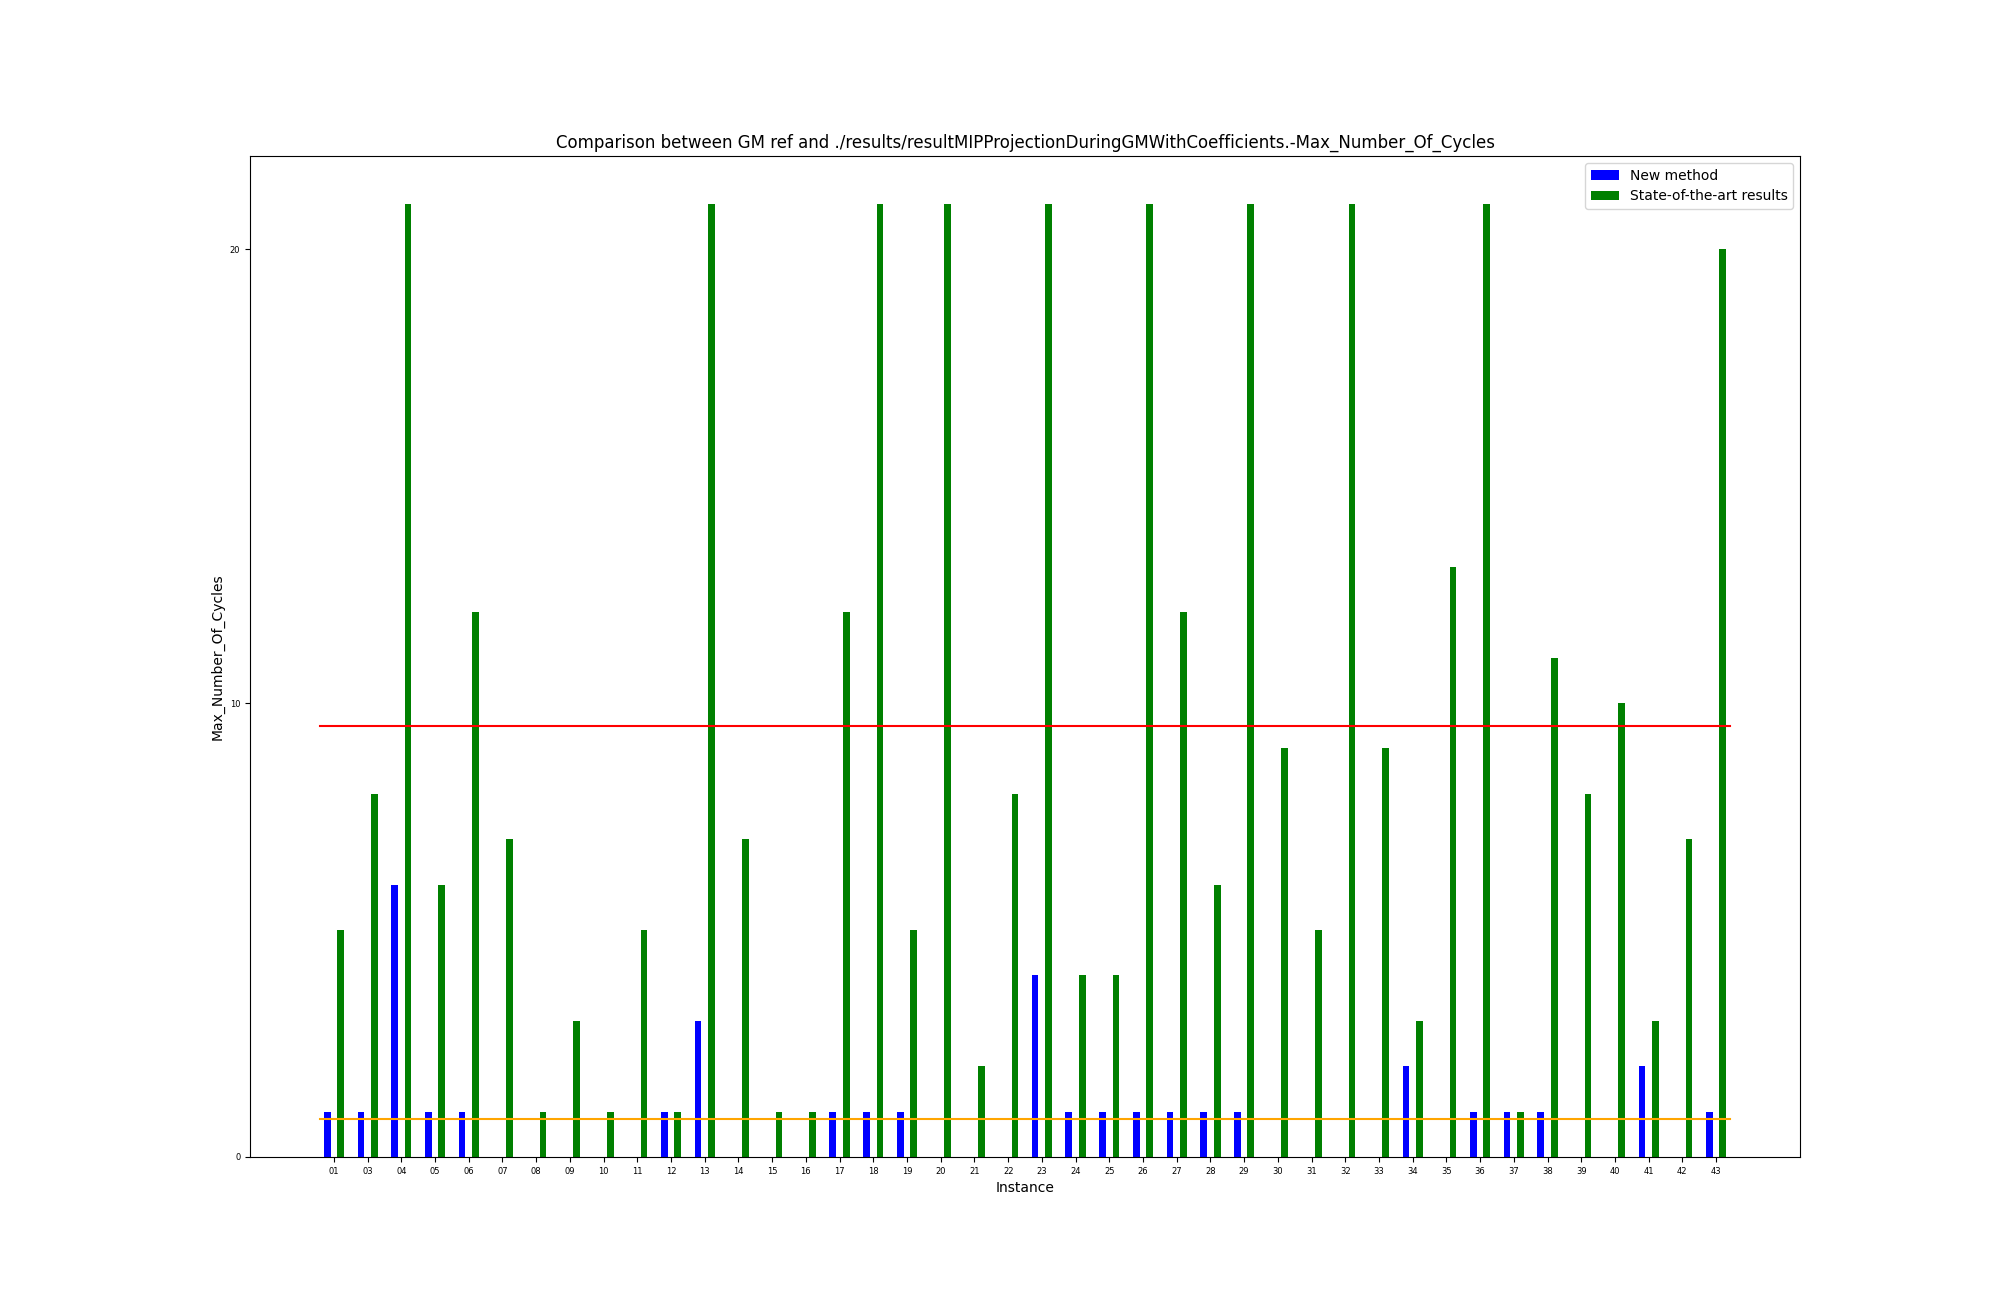 Comparison between GM ref and ./results/resultMIPProjectionDuringGMWithCoefficients.-Max_Number_Of_Cycles
New method
State-of-the-art results
20
10
0
Max_Number_Of_Cycles
01 03 04 05 06 07 08 09 10 11 12 13 14 15 16 17 18 19 20 21 22 23 24 25 26 27 28 29 30 31 32 33 34 35 36 37 38 39 40 41 42 43
Instance